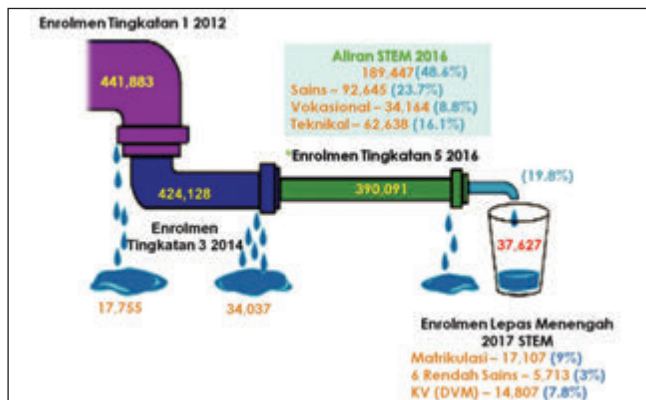 Enrolmen Tingkatan 1 2012
441,883
Aliran STEM 2016
189,447(48.6%)
Sains – 92,645 (23.7%)
Vokasional – 34,164 (8.8%)
Teknikal – 62,638 (16.1%)
*Enrolmen Tingkatan 5 2016
(19.8%)
424,128
390,091
Enrolmen
Tingkatan 3 2014
37,627
17,755
34,037
Enrolmen Lepas Menengah
2017 STEM
Matrikulasi – 17,107 (9%)
6 Rendah Sains – 5,713 (3%)
KV (DVM) – 14,807 (7.8%)